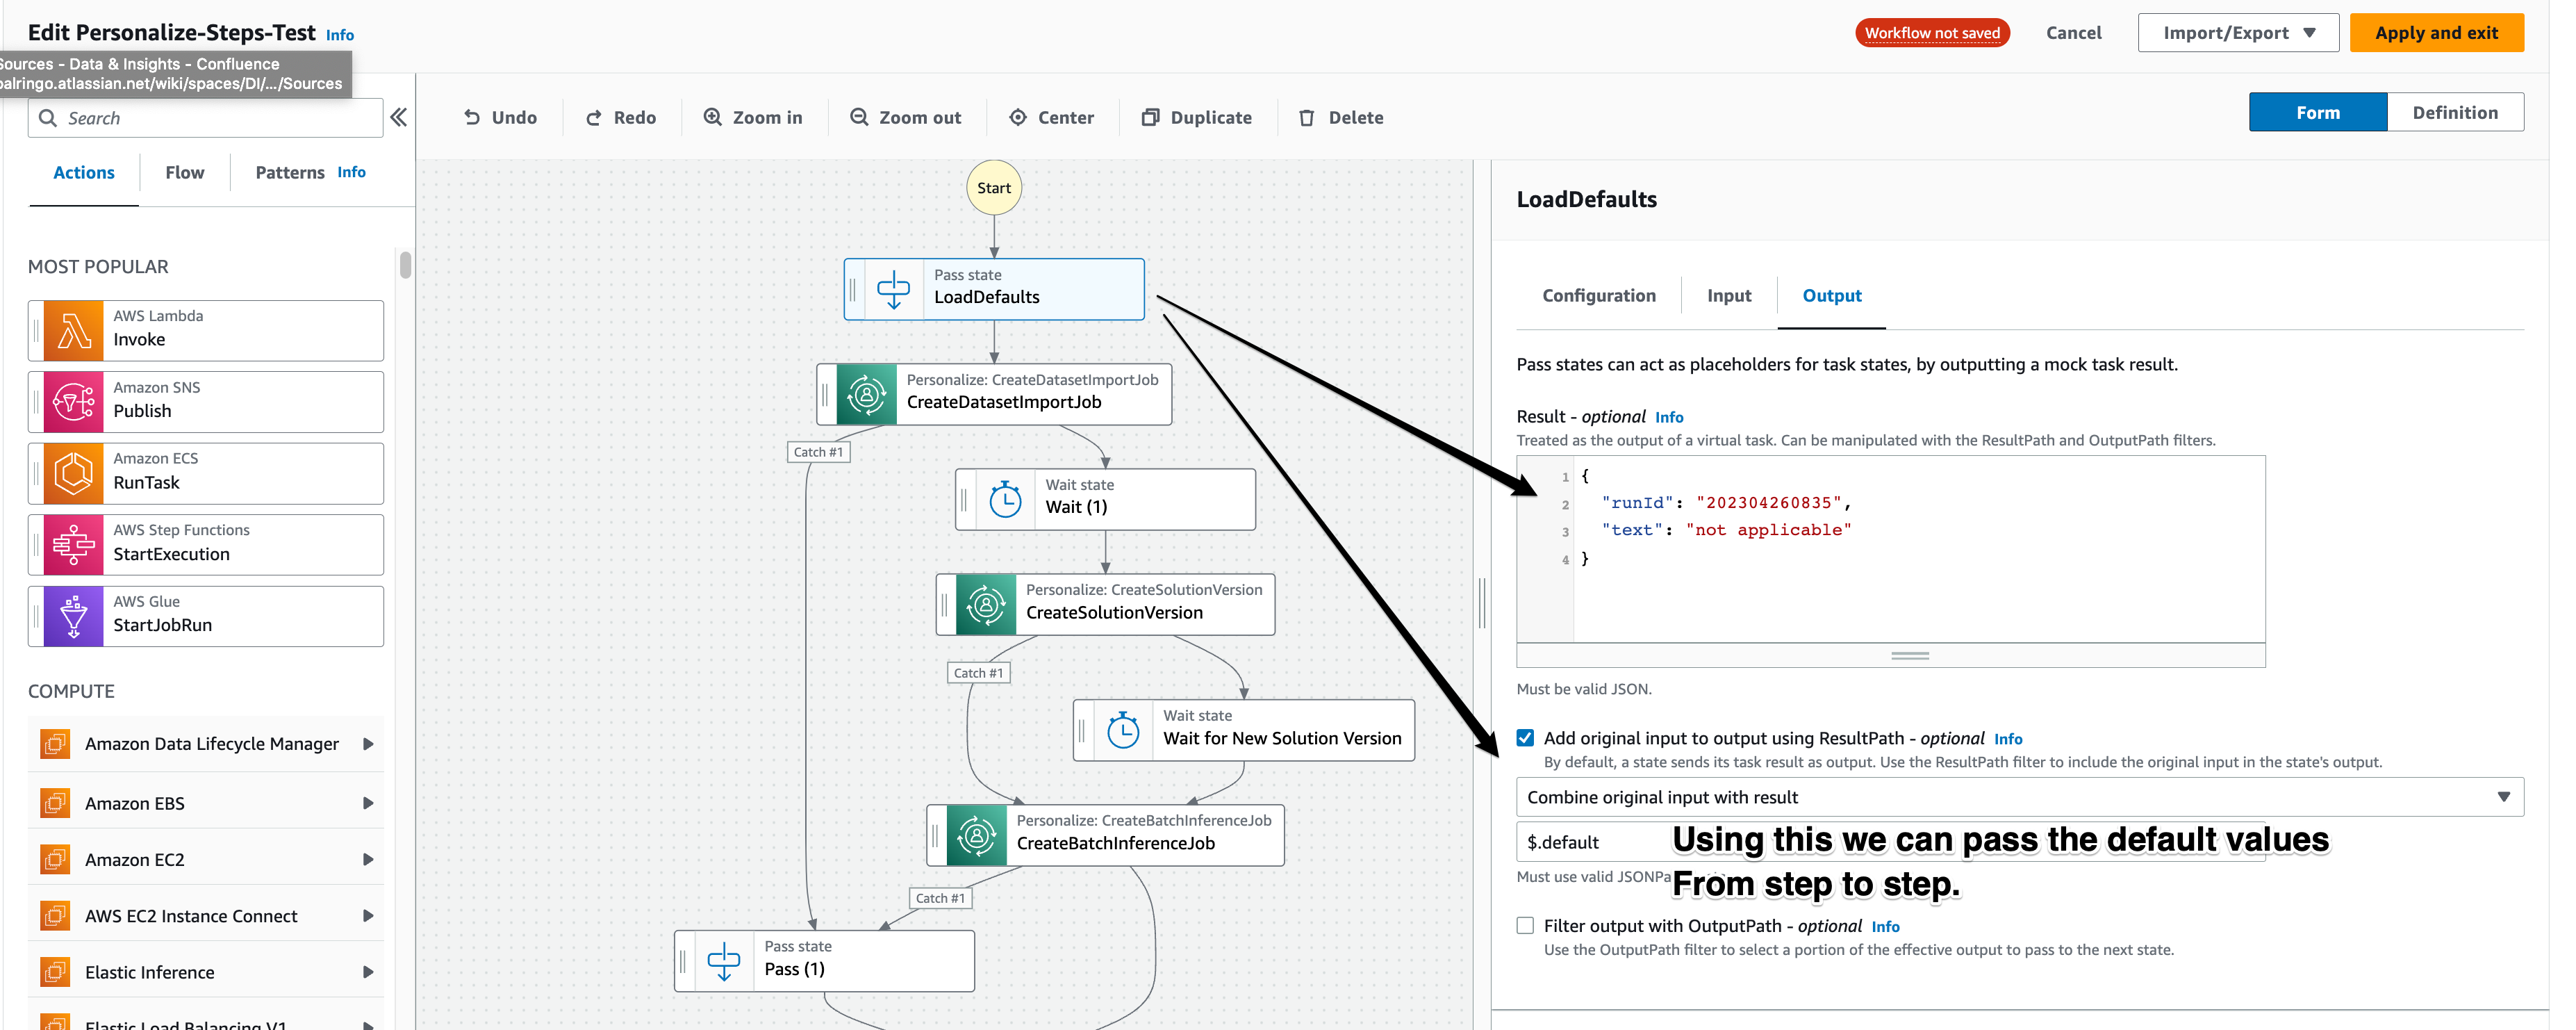 Edit Personalize-Steps-Test Info
Workflow not saved
Cancel
Import/Export
Apply and exit
Sources - Data & Insights - Confluence
palringo.atlassian.net/wiki/spaces/DI/.../Sources
Search
Undo
Redo
Zoom in
Zoom out
Center
Duplicate
Delete
Form
Definition
Actions
Flow
Patterns Info
MOST POPULAR
AWS Lambda
Invoke
Amazon SNS
Publish
Amazon ECS
RunTask
AWS Step Functions
StartExecution
AWS Glue
StartJobRun
COMPUTE
Amazon Data Lifecycle Manager
Amazon EBS
Amazon EC2
AWS EC2 Instance Connect
Elastic Inference
Elastic Load Balancing V1
Start
Pass state
LoadDefaults
Personalize: CreateDatasetImportJob
CreateDatasetImportJob
Catch #1
Wait state
Wait (1)
Personalize: CreateSolutionVersion
CreateSolutionVersion
Catch #1
Wait state
Wait for New Solution Version
Personalize: CreateBatchInferenceJob
CreateBatchInferenceJob
Catch #1
Pass state
Pass (1)
LoadDefaults
Configuration
Input
Output
Pass states can act as placeholders for task states, by outputting a mock task result.
Result - optional Info
Treated as the output of a virtual task. Can be manipulated with the ResultPath and OutputPath filters.
1 {
2 "runId": "202304260835",
3 "text": "not applicable"
4 }
Must be valid JSON.
Add original input to output using ResultPath - optional Info
By default, a state sends its task result as output. Use the ResultPath filter to include the original input in the state's output.
Combine original input with result
$.default
Using this we can pass the default values
Must use valid JSONPa
From step to step.
Filter output with OutputPath - optional Info
Use the OutputPath filter to select a portion of the effective output to pass to the next state.